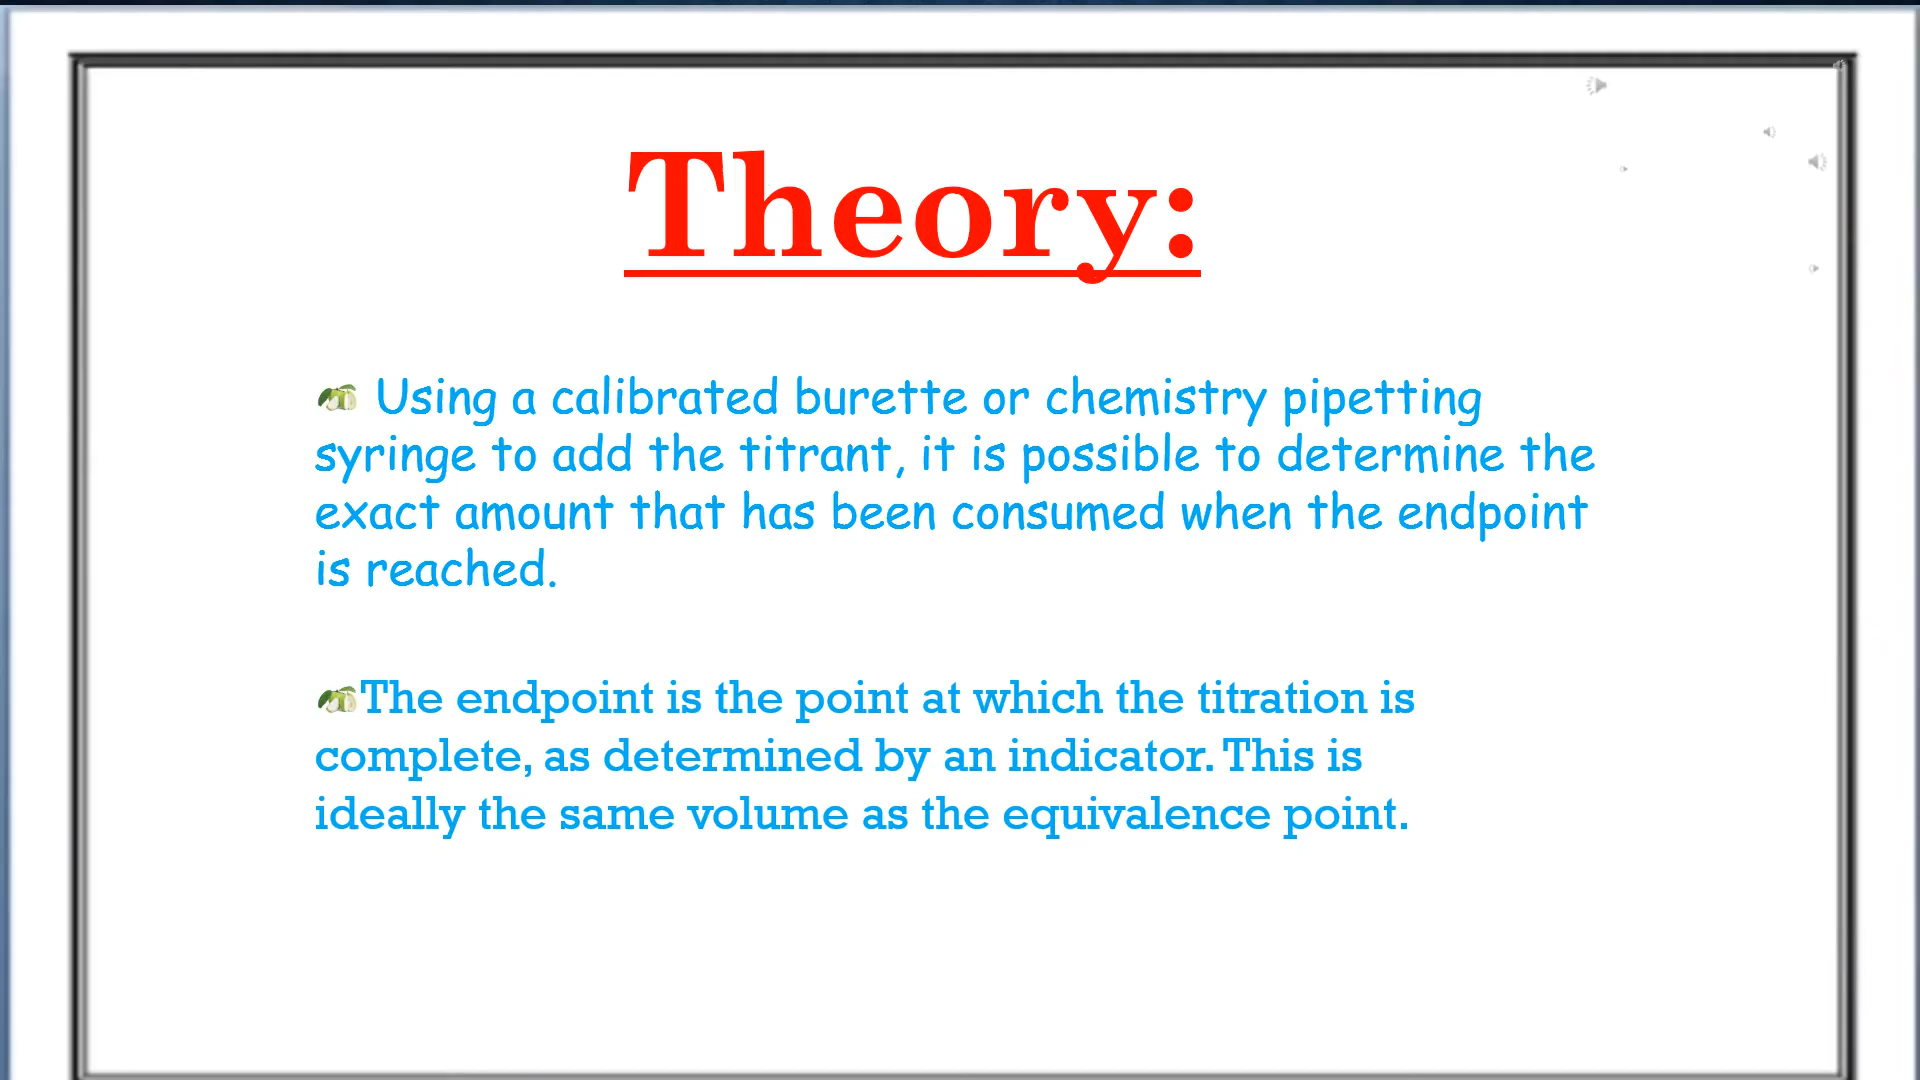 Theory:
Using a calibrated burette or chemistry pipetting
syringe to add the titrant, it is possible to determine the
exact amount that has been consumed when the endpoint
is reached.
The endpoint is the point at which the titration is
complete, as determined by an indicator. This is
ideally the same volume as the equivalence point.